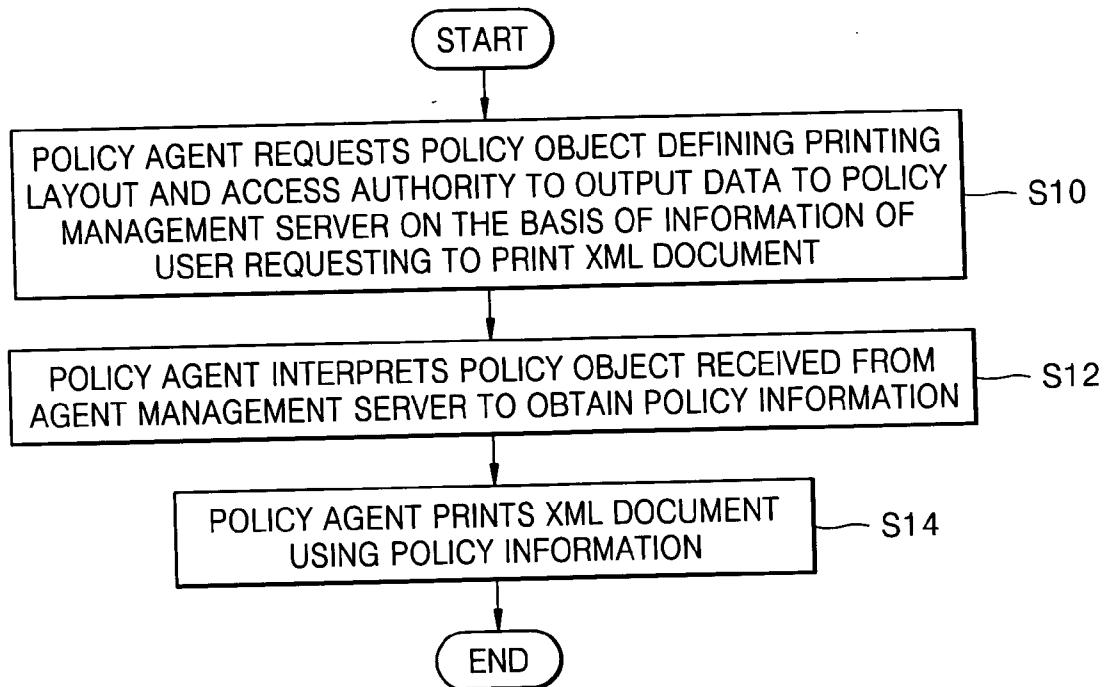 START
POLICY AGENT REQUESTS POLICY OBJECT DEFINING PRINTING
LAYOUT AND ACCESS AUTHORITY TO OUTPUT DATA TO POLICY
MANAGEMENT SERVER ON THE BASIS OF INFORMATION OF
USER REQUESTING TO PRINT XML DOCUMENT
S10
POLICY AGENT INTERPRETS POLICY OBJECT RECEIVED FROM
AGENT MANAGEMENT SERVER TO OBTAIN POLICY INFORMATION
S12
POLICY AGENT PRINTS XML DOCUMENT
USING POLICY INFORMATION
S14
END